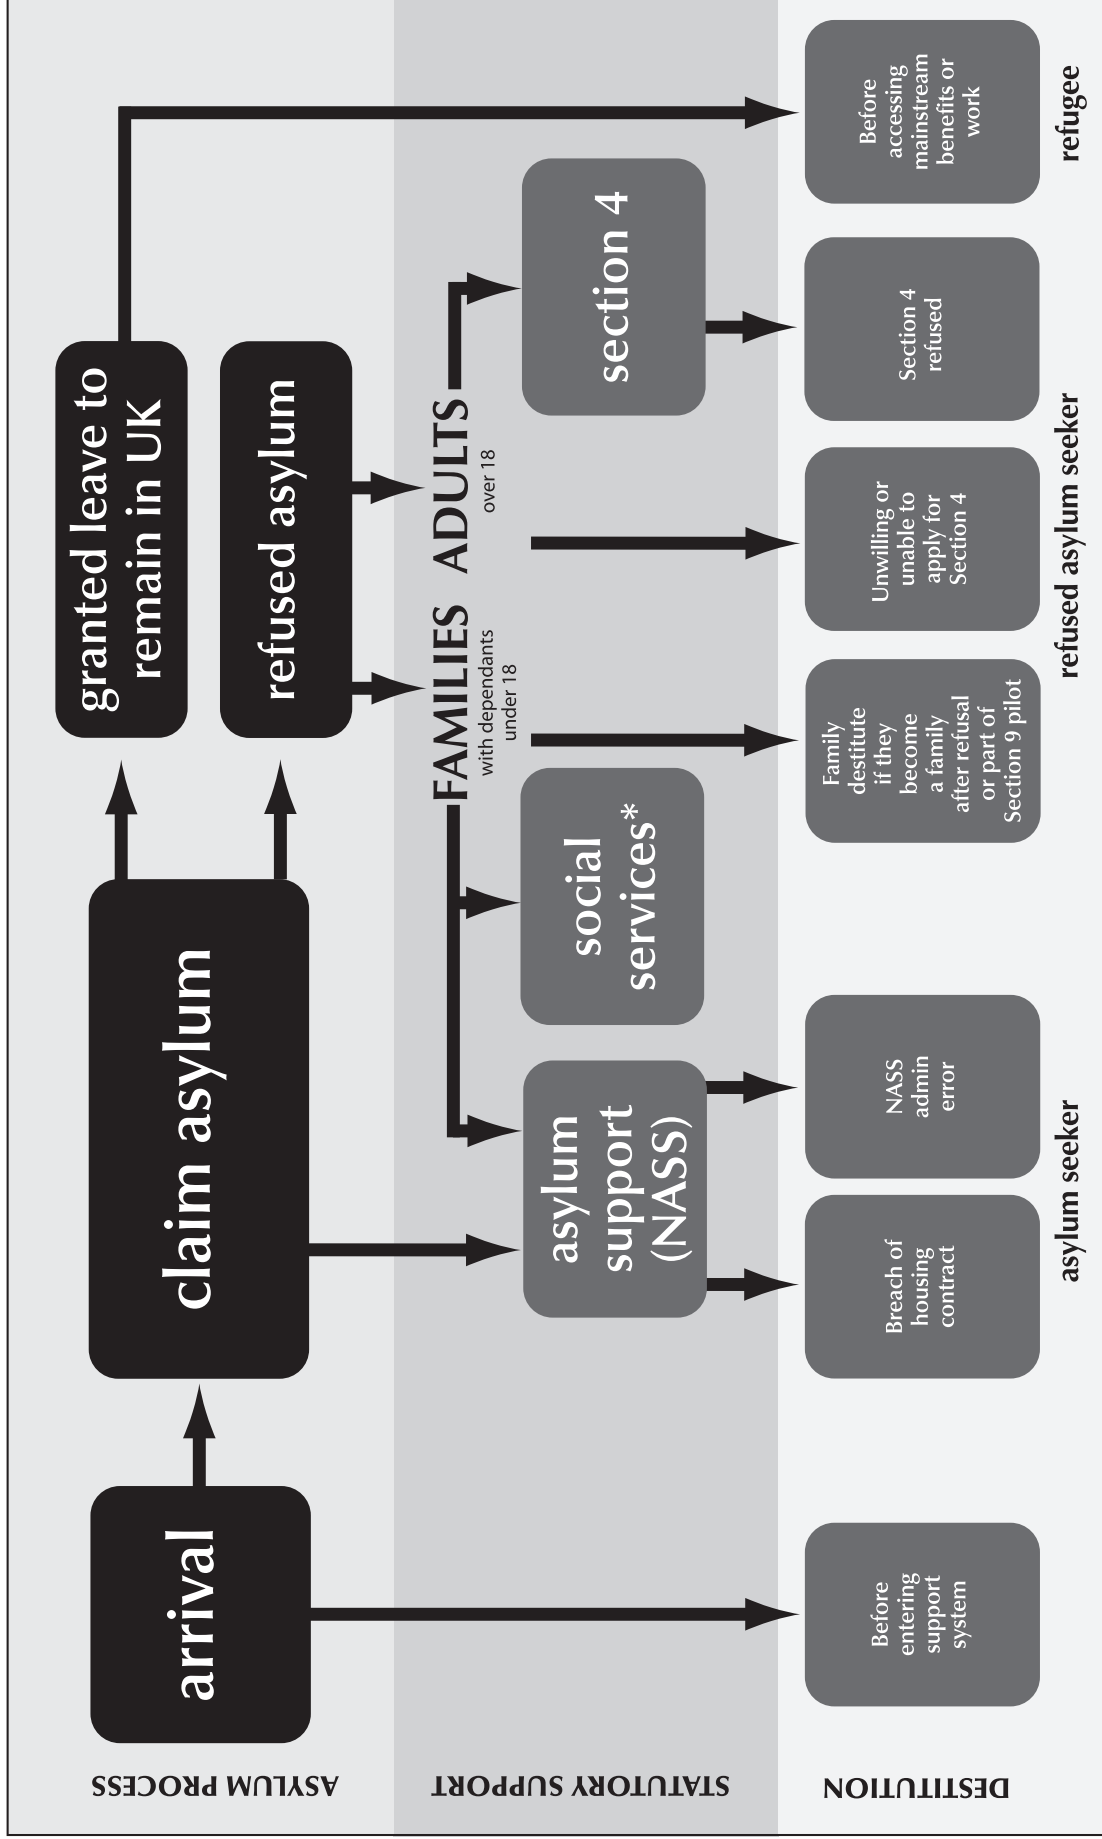 ASYLUM PROCESS
arrival
claim asylum
granted leave to
remain in UK
refused asylum
STATUTORY SUPPORT
FAMILIES
with dependants
under 18
ADULTS
over 18
asylum
support
(NASS)
social
services*
section 4
DESTITUTION
Before
entering
support
system
Breach of
housing
contract
NASS
admin
error
Family
destitute
if they
become
a family
after refusal
or part of
Section 9 pilot
Unwilling or
unable to
apply for
Section 4
Section 4
refused
Before
accessing
mainstream
benefits or
work
asylum seeker
refused asylum seeker
refugee